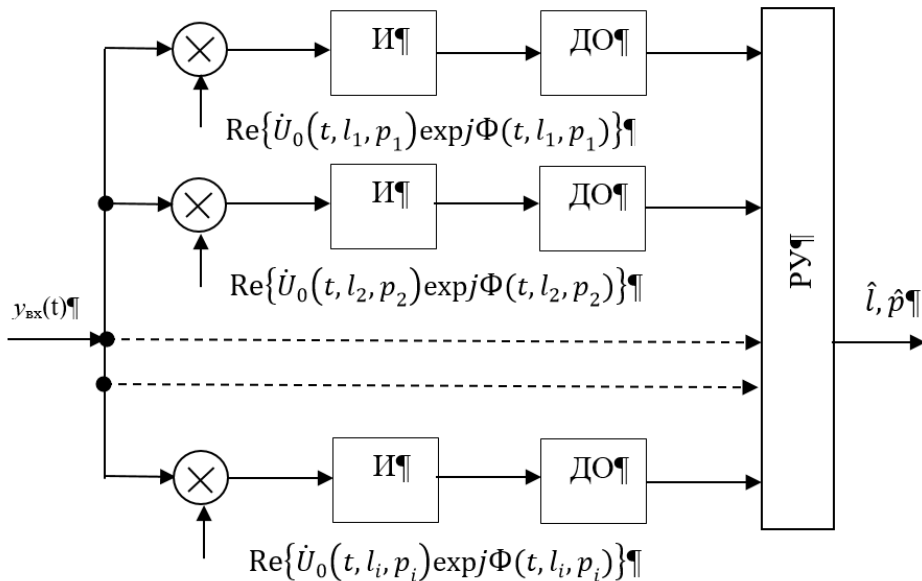 И¶ ДО¶
Re{U̇₀(t, l₁, p₁)expjΦ(t, l₁, p₁)}¶
И¶ ДО¶
Re{U̇₀(t, l₂, p₂)expjΦ(t, l₂, p₂)}¶
РУ¶
yвх(t)¶
l̂, p̂¶
И¶ ДО¶
Re{U̇₀(t, lᵢ, pᵢ)expjΦ(t, lᵢ, pᵢ)}¶